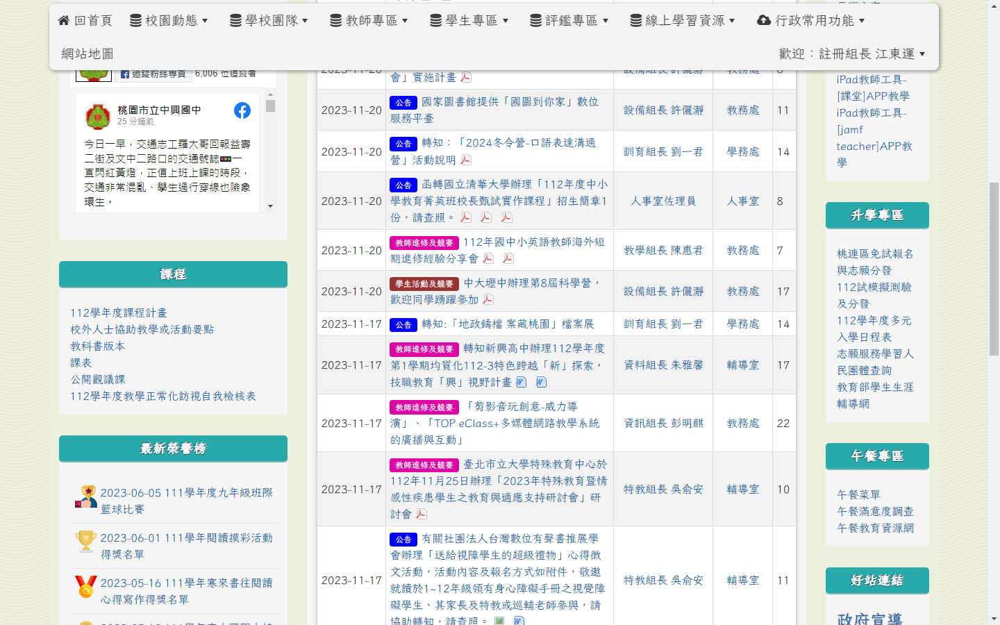 回首頁 校園動態 學校團隊 教師專區 學生專區 評鑑專區 線上學習資源 行政常用功能
網站地圖 歡迎：註冊組長 江東運
追蹤粉絲專頁 6,006 位追蹤者
桃園市立中興國中
25 分鐘前
今日一早，交通志工羅大哥回報益壽
二街及文中二路口的交通號誌🚥一
直閃紅黃燈，正值上班上課的時段，
交通非常混亂、學生過行穿線也險象
環生。
課程
112學年度課程計畫
校外人士協助教學或活動要點
教科書版本
課表
公開觀議課
112學年度教學正常化訪視自我檢核表
最新榮譽榜
2023-06-05 111學年度九年級班際
籃球比賽
2023-06-01 111學年閱讀摸彩活動
得獎名單
2023-05-16 111學年寒來書往閱讀
心得寫作得獎名單
會」實施計畫
2023-11-20 公告 國家圖書館提供「國圖到你家」數位
服務平臺 設備組長 許儷瀞 教務處 11
2023-11-20 公告 轉知：「2024冬令營-口語表達溝通
營」活動說明 訓育組長 劉一君 學務處 14
2023-11-20 公告 函轉國立清華大學辦理「112年度中小
學教育菁英班校長甄試實作課程」招生簡章1
份，請查照。 人事室佐理員 人事室 8
2023-11-20 教師進修及競賽 112年國中小英語教師海外短
期進修經驗分享會 教學組長 陳惠君 教務處 7
2023-11-20 學生活動及競賽 中大壢中辦理第8屆科學營，
歡迎同學踴躍參加 設備組長 許儷瀞 教務處 17
2023-11-17 公告 轉知:「地政鑄檔 案藏桃園」檔案展 訓育組長 劉一君 學務處 14
2023-11-17 教師進修及競賽 轉知新興高中辦理112學年度
第1學期均質化112-3特色跨越「新」探索，
技職教育「興」視野計畫 資料組長 朱雅馨 輔導室 17
2023-11-17 教師進修及競賽 「剪影音玩創意-威力導
演」、「TOP eClass+多媒體網路教學系統
的廣播與互動」 資訊組長 彭明麒 教務處 22
2023-11-17 教師進修及競賽 臺北市立大學特殊教育中心於
112年11月25日辦理「2023年特殊教育暨情
感性疾患學生之教育與適應支持研討會」研
討會 特教組長 吳俞安 輔導室 10
2023-11-17 公告 有關社團法人台灣數位有聲書推展學
會辦理「送給視障學生的超級禮物」心得徵
文活動，活動內容及報名方式如附件，敬邀
就讀於1~12年級領有身心障礙手冊之視覺障
礙學生、其家長及特教或巡輔老師參與，請
協助轉知，請查照。 特教組長 吳俞安 輔導室 11
iPad教師工具-
[課堂]APP教學
iPad教師工具-
[jamf
teacher]APP教
學
升學專區
桃連區免試報名
與志願分發
112試模擬測驗
及分發
112學年度多元
入學日程表
志願服務學習人
民團體查詢
教育部學生生涯
輔導網
午餐專區
午餐菜單
午餐滿意度調查
午餐教育資源網
好站連結
政府宣導